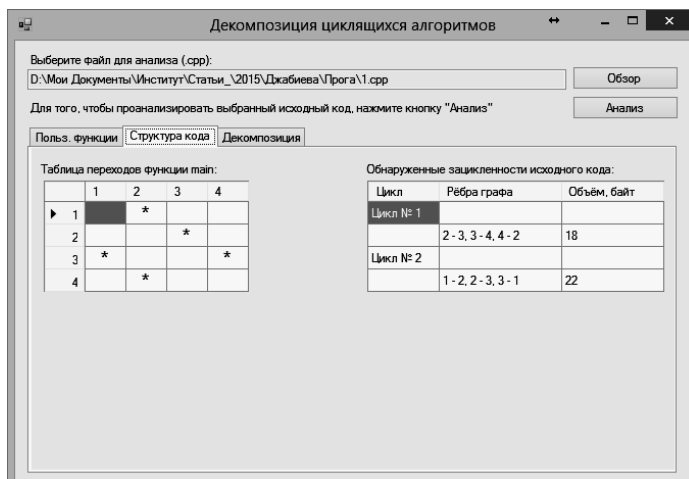 Декомпозиция циклящихся алгоритмов
Выберите файл для анализа (.cpp):
D:\Мои Документы\Институт\Статьи_\2015\Джабиева\Прога\1.cpp
Обзор
Для того, чтобы проанализировать выбранный исходный код, нажмите кнопку "Анализ"
Анализ
Польз. функции Структура кода Декомпозиция
Таблица переходов функции main:
1 2 3 4
1 *
2 *
3 * *
4 *
Обнаруженные зацикленности исходного кода:
Цикл Рёбра графа Объём, байт
Цикл № 1
2 - 3, 3 - 4, 4 - 2 18
Цикл № 2
1 - 2, 2 - 3, 3 - 1 22